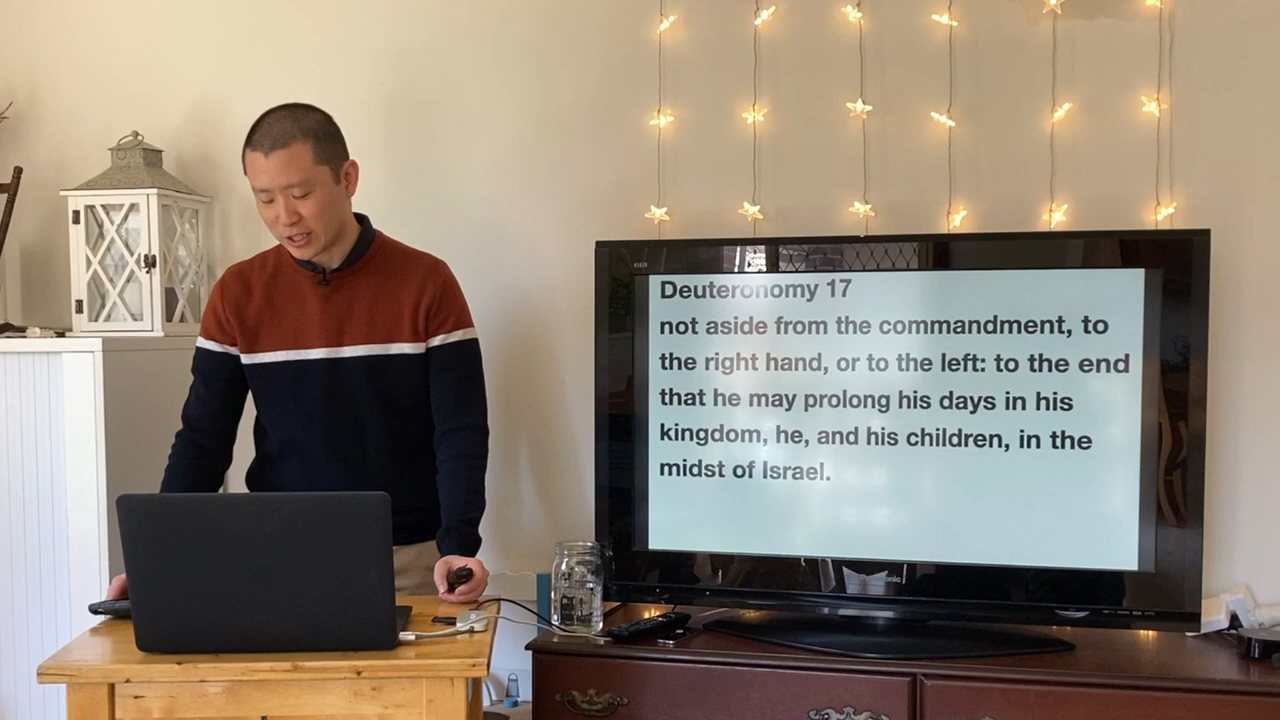 Deuteronomy 17
not aside from the commandment, to
the right hand, or to the left: to the end
that he may prolong his days in his
kingdom, he, and his children, in the
midst of Israel.